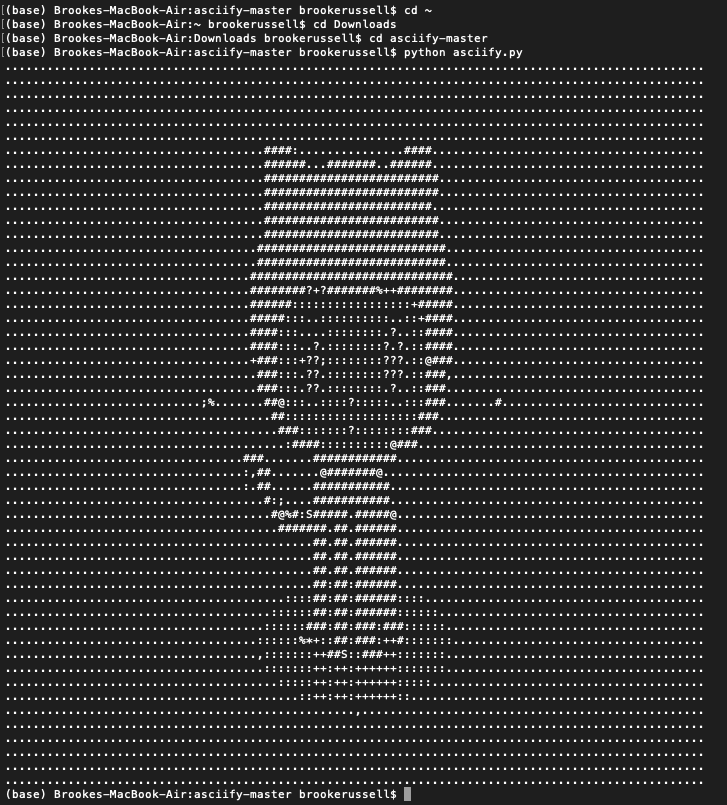 [(base) Brookes-MacBook-Air:asciify-master brookerussell$ cd ~
[(base) Brookes-MacBook-Air:~ brookerussell$ cd Downloads
[(base) Brookes-MacBook-Air:Downloads brookerussell$ cd asciify-master
[(base) Brookes-MacBook-Air:asciify-master brookerussell$ python asciify.py
(base) Brookes-MacBook-Air:asciify-master brookerussell$